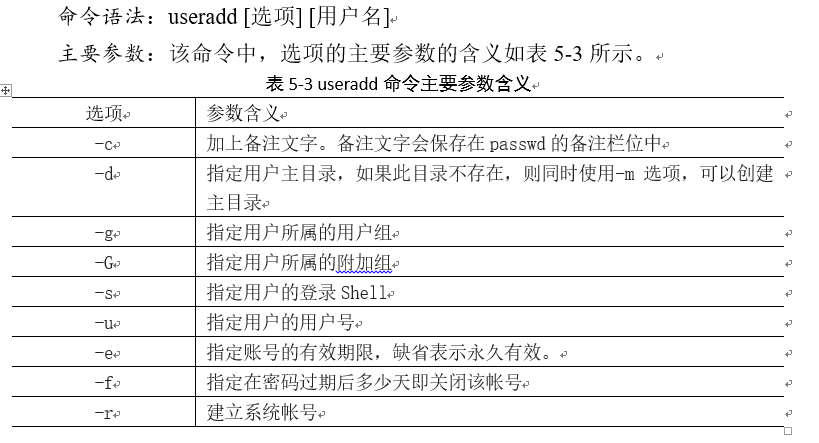 命令语法：useradd [选项] [用户名]
主要参数：该命令中，选项的主要参数的含义如表 5-3 所示。
表 5-3 useradd 命令主要参数含义
选项 参数含义
-c 加上备注文字。备注文字会保存在 passwd 的备注栏位中
-d 指定用户主目录，如果此目录不存在，则同时使用-m 选项，可以创建
主目录
-g 指定用户所属的用户组
-G 指定用户所属的附加组
-s 指定用户的登录 Shell
-u 指定用户的用户号
-e 指定账号的有效期限，缺省表示永久有效。
-f 指定在密码过期后多少天即关闭该帐号
-r 建立系统帐号